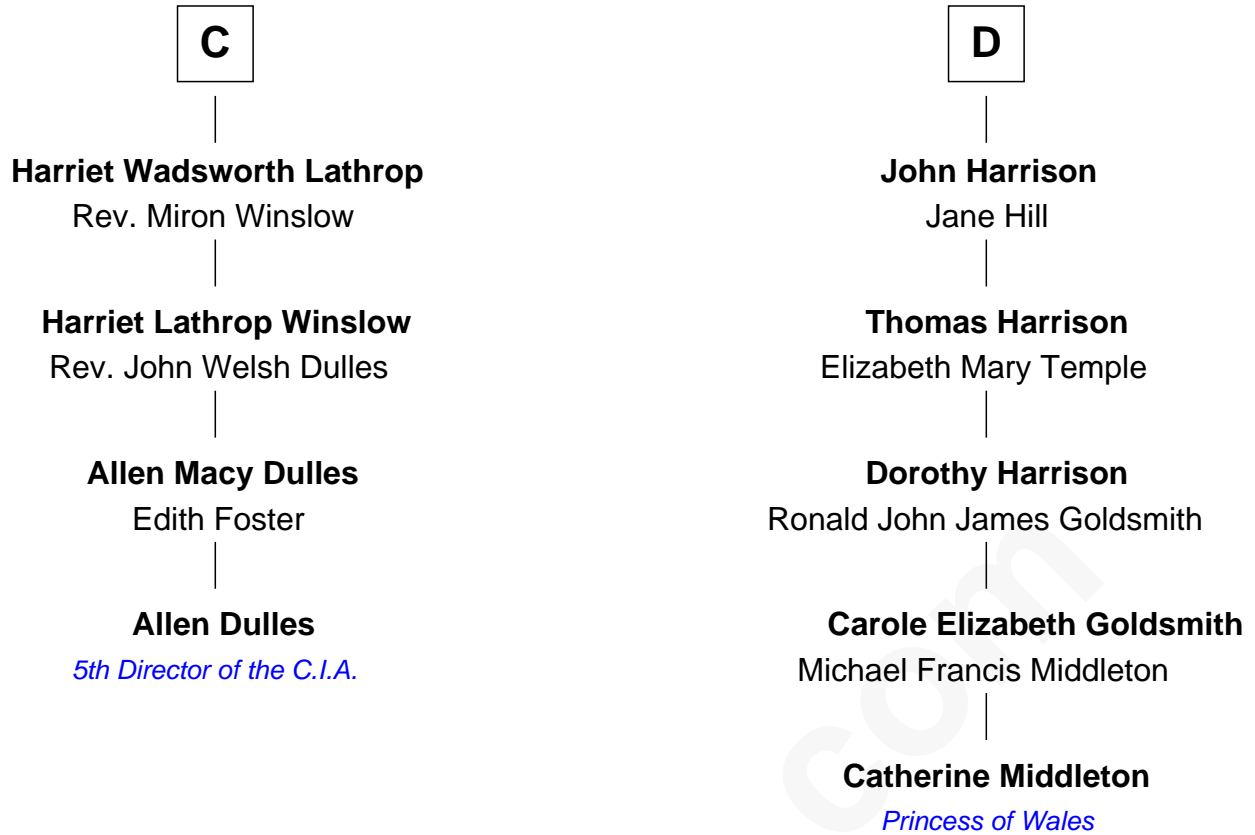 C
Harriet Wadsworth Lathrop
Rev. Miron Winslow
Harriet Lathrop Winslow
Rev. John Welsh Dulles
Allen Macy Dulles
Edith Foster
Allen Dulles
5th Director of the C.I.A.
D
John Harrison
Jane Hill
Thomas Harrison
Elizabeth Mary Temple
Dorothy Harrison
Ronald John James Goldsmith
Carole Elizabeth Goldsmith
Michael Francis Middleton
Catherine Middleton
Princess of Wales
com